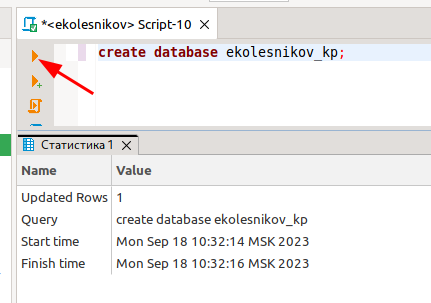 *<ekolesnikov> Script-10
create database ekolesnikov_kp;
Статистика 1
Name Value
Updated Rows 1
Query create database ekolesnikov_kp
Start time Mon Sep 18 10:32:14 MSK 2023
Finish time Mon Sep 18 10:32:16 MSK 2023